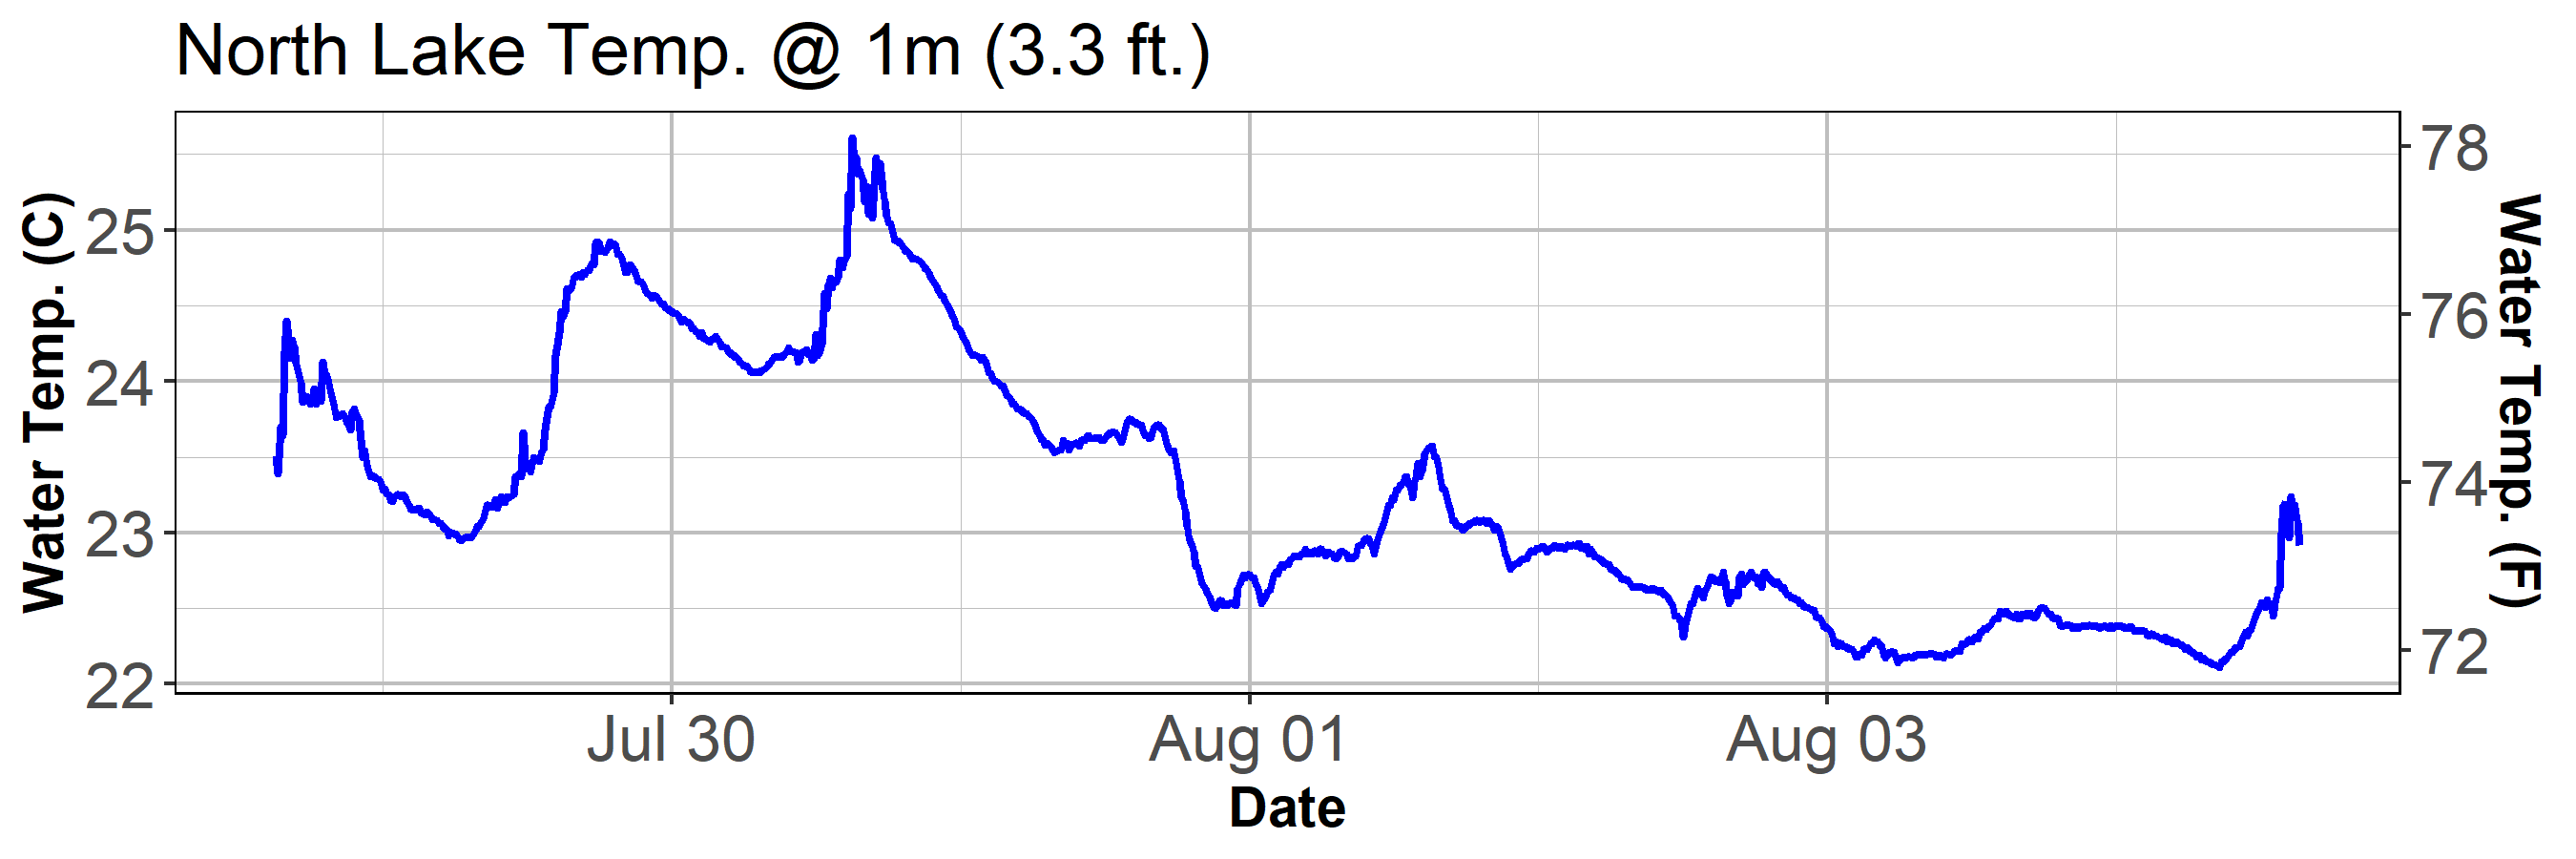 North Lake Temp. @ 1m (3.3 ft.)
Water Temp. (C)
25
24
23
22
78
76
74
72
Water Temp. (F)
Jul 30
Aug 01
Aug 03
Date